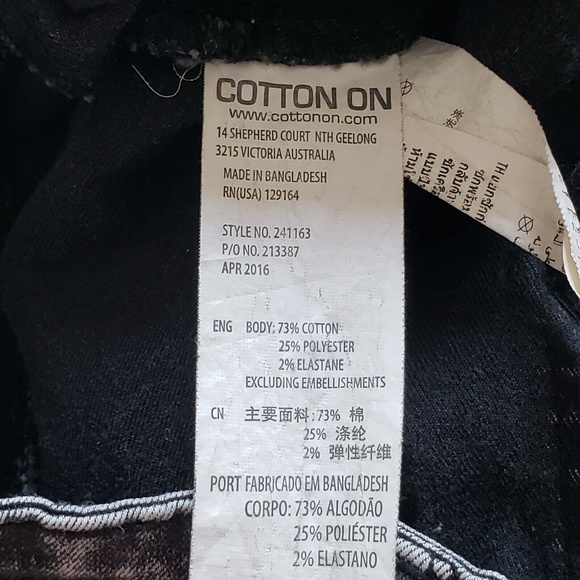 COTTON ON
www.cottonon.com
14 SHEPHERD COURT NTH GEELONG
3215 VICTORIA AUSTRALIA
MADE IN BANGLADESH
RN(USA) 129164
STYLE NO. 241163
P/O NO. 213387
APR 2016
ENG BODY: 73% COTTON
25% POLYESTER
2% ELASTANE
EXCLUDING EMBELLISHMENTS
CN 主要面料:73% 棉
25% 涤纶
2% 弹性纤维
PORT FABRICADO EM BANGLADESH
CORPO: 73% ALGODÃO
25% POLIÉSTER
2% ELASTANO